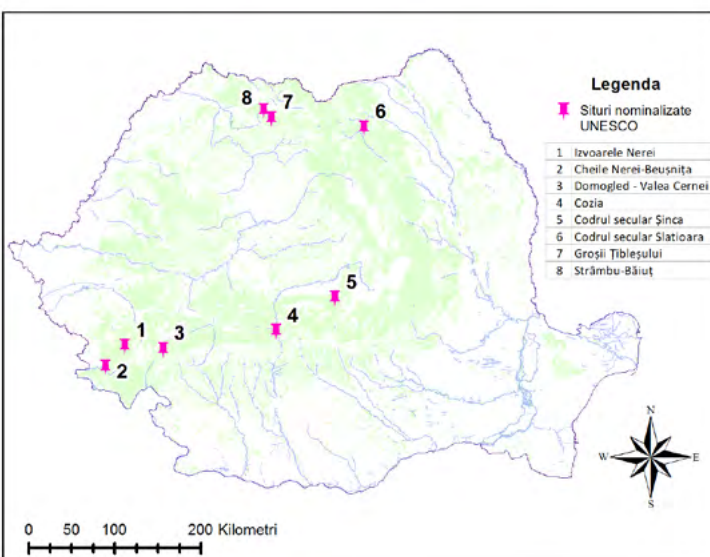 8
7
6
5
4
1
3
2
Legenda
Situri nominalizate
UNESCO
1 Izvoarele Nerei
2 Cheile Nerei-Beușnița
3 Domogled - Valea Cernei
4 Cozia
5 Codrul secular Șinca
6 Codrul secular Slatioara
7 Groșii Țibleșului
8 Strâmbu-Băiuț
N
W E
S
0 50 100 200 Kilometri